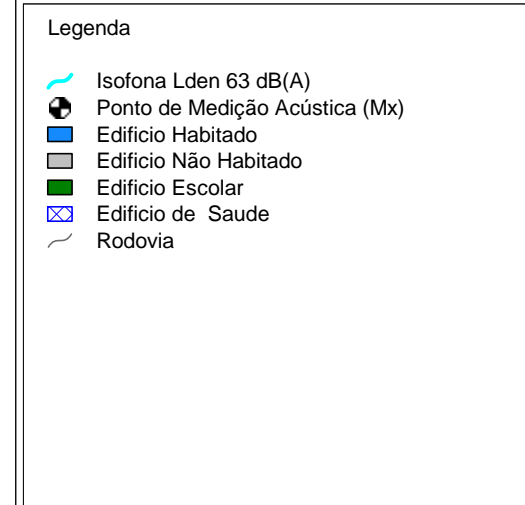 Legenda
Isofona Lden 63 dB(A)
Ponto de Medição Acústica (Mx)
Edificio Habitado
Edificio Não Habitado
Edificio Escolar
Edificio de Saude
Rodovia